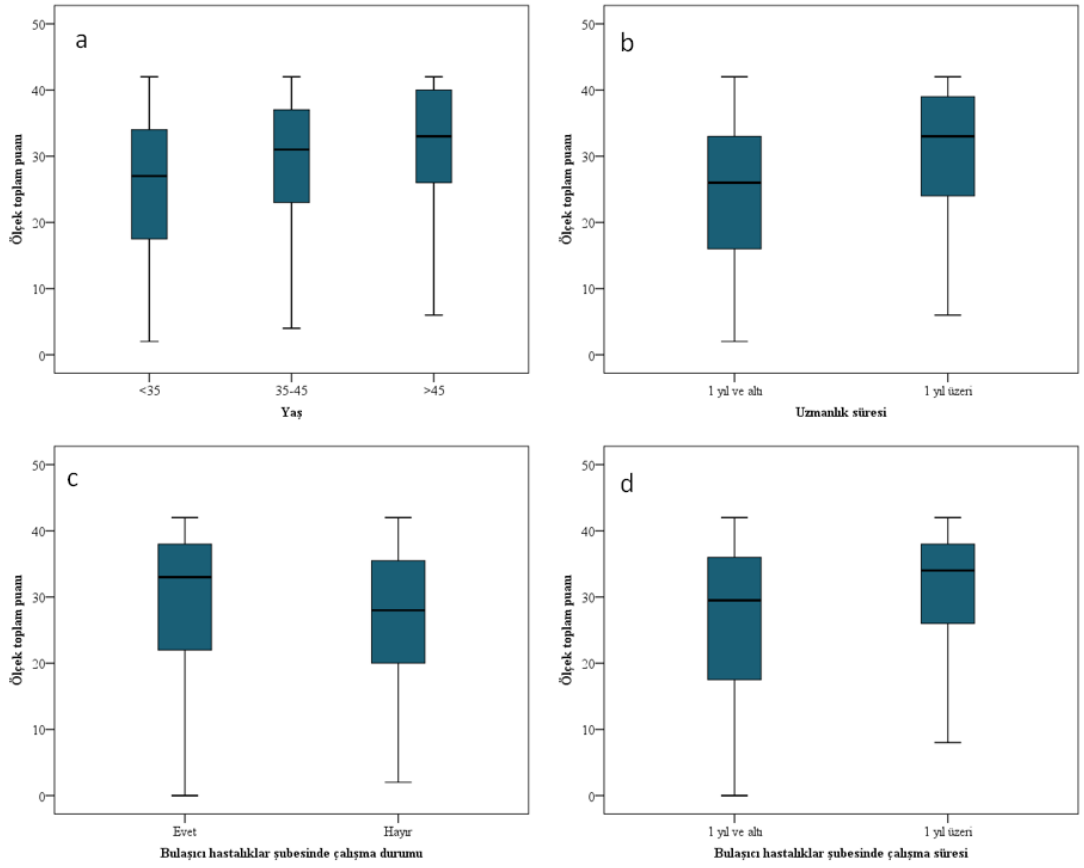 a
Ölçek toplam puanı
50
40
30
20
10
0
<35
35-45
>45
Yaş
b
Ölçek toplam puanı
50
40
30
20
10
0
1 yıl ve altı
1 yıl üzeri
Uzmanlık süresi
c
Ölçek toplam puanı
50
40
30
20
10
0
Evet
Hayır
Bulaşıcı hastalıklar şubesinde çalışma durumu
d
Ölçek toplam puanı
50
40
30
20
10
0
1 yıl ve altı
1 yıl üzeri
Bulaşıcı hastalıklar şubesinde çalışma süresi